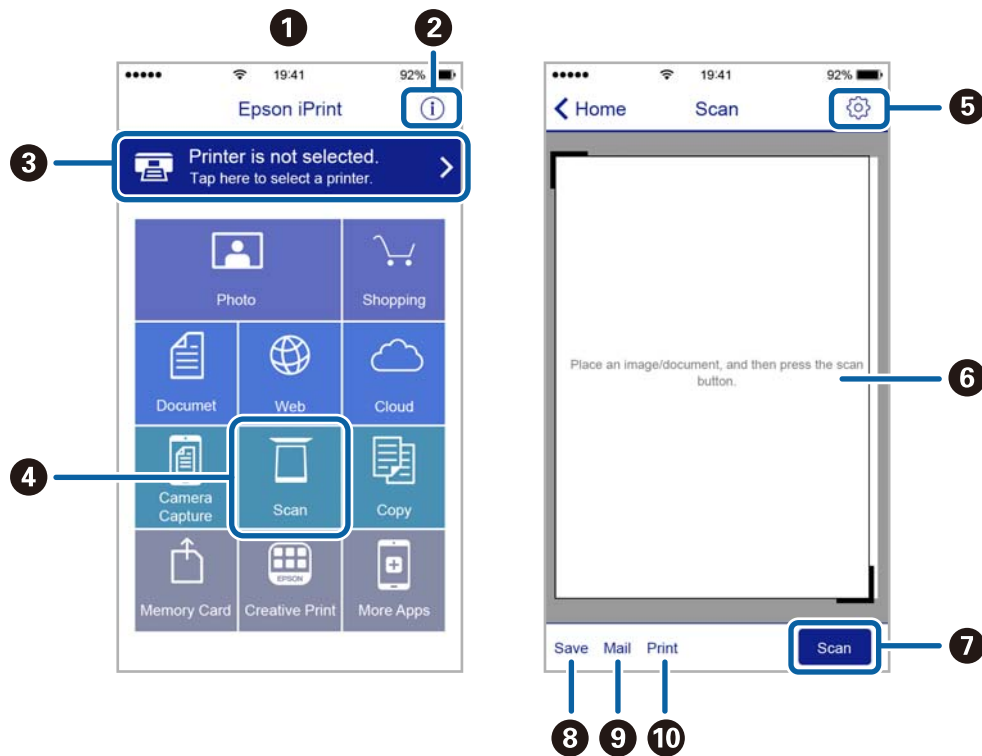 1
2
19:41
92%
Epson iPrint
i
3
Printer is not selected.
Tap here to select a printer.
Photo
Shopping
Documet
Web
Cloud
4
Camera
Capture
Scan
Copy
EPSON
Memory Card
Creative Print
More Apps
19:41
92%
Home
Scan
5
Place an image/document, and then press the scan
button.
6
Save
Mail
Print
Scan
7
8
9
10